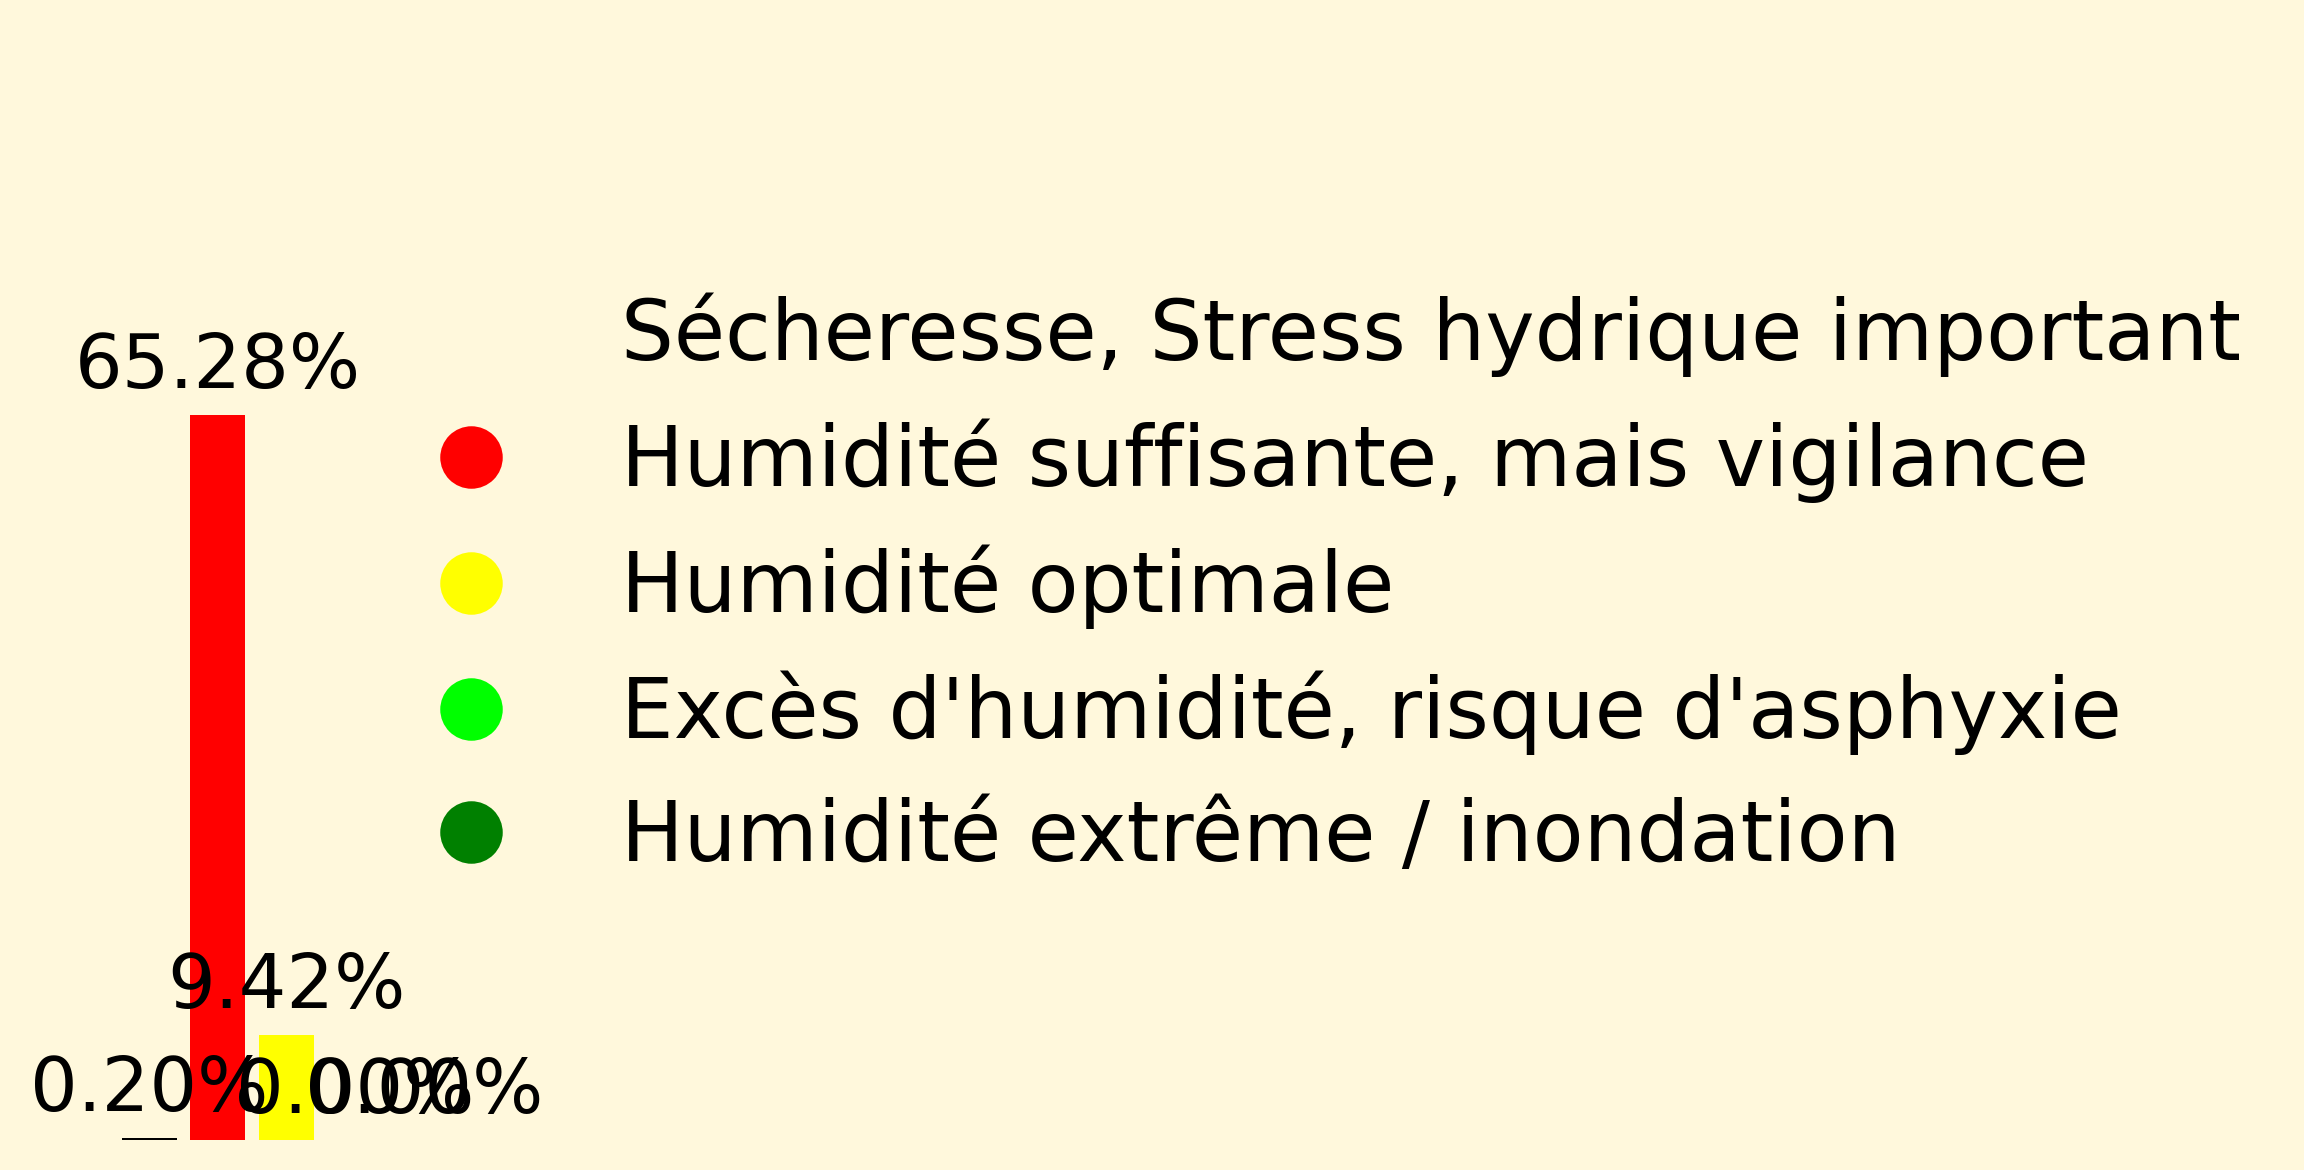 Sécheresse, Stress hydrique important
65.28%
Humidité suffisante, mais vigilance
Humidité optimale
Excès d'humidité, risque d'asphyxie
Humidité extrême / inondation
9.42%
0.20%
0.00%
0.00%